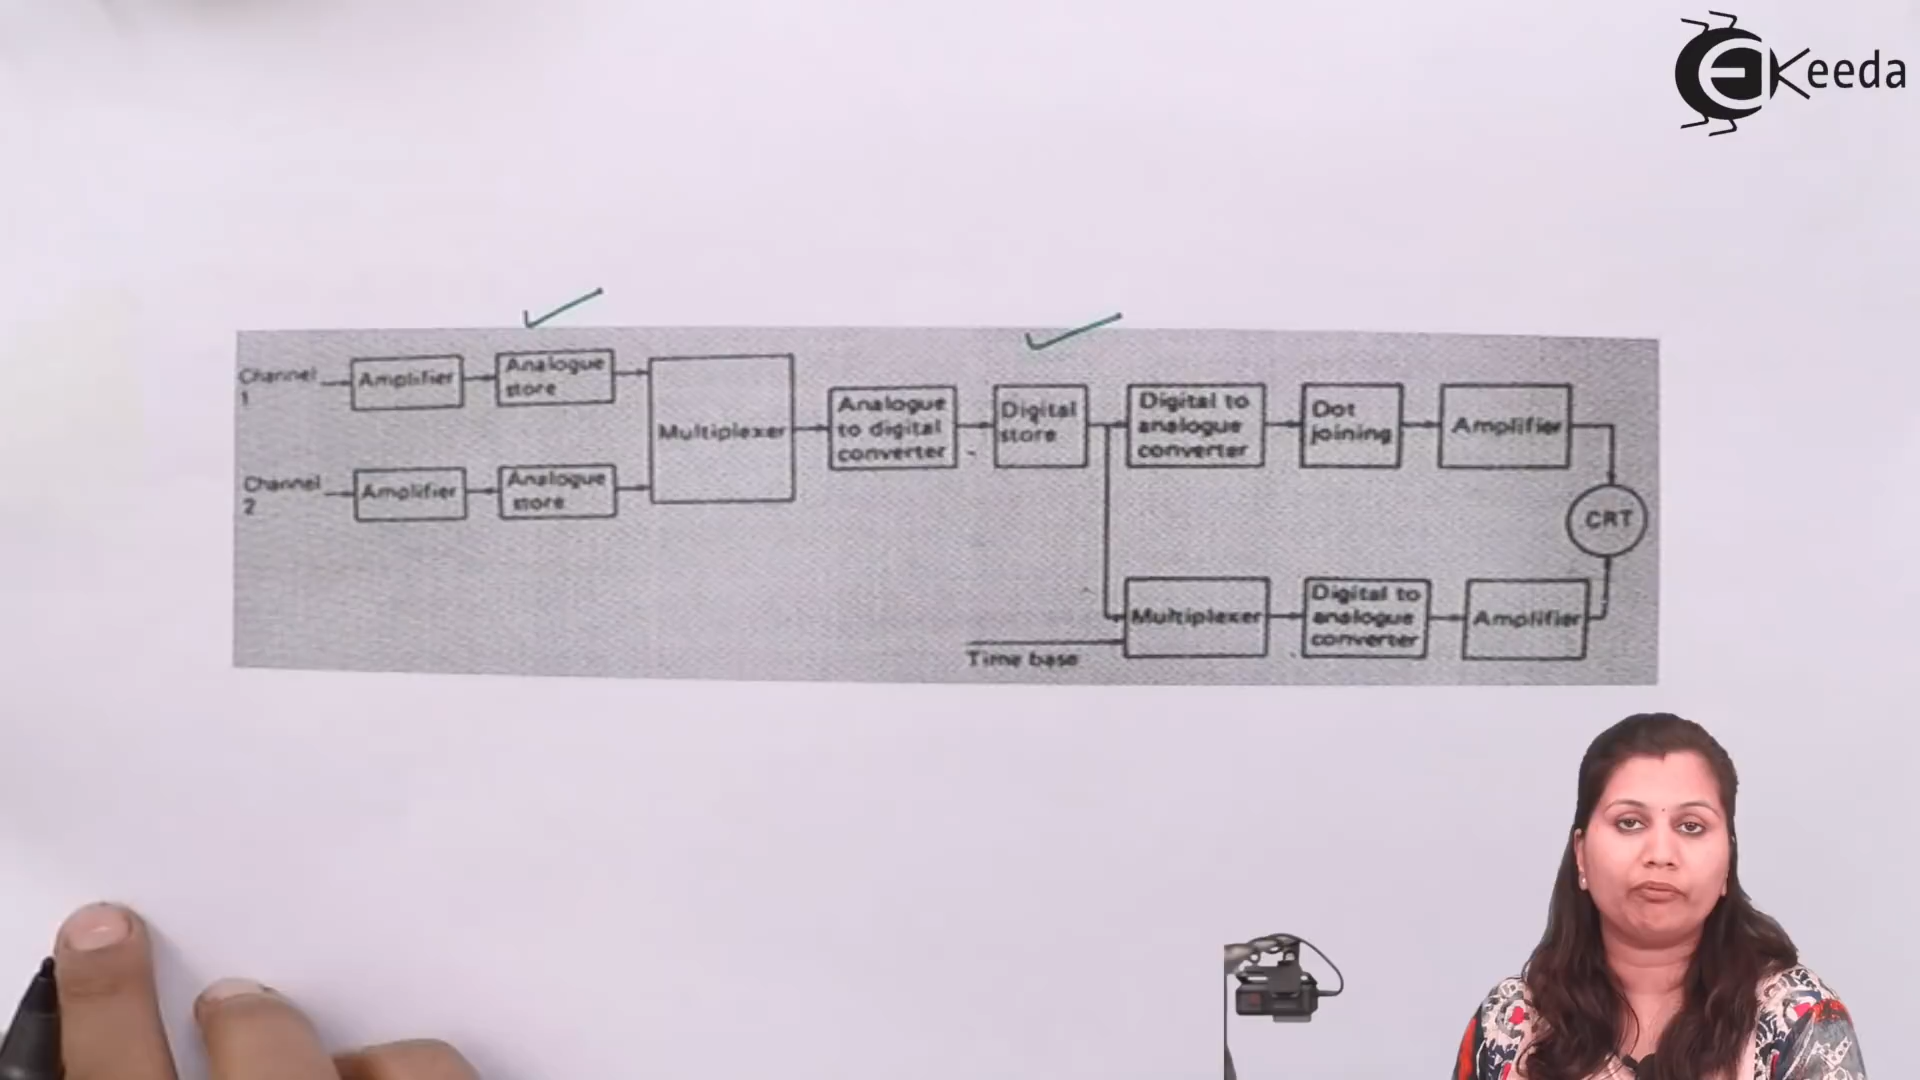 EKeeda
Channel
1
Amplifier
Analogue
store
Multiplexer
Analogue
to digital
converter
Digital
store
Digital to
analogue
converter
Dot
joining
Amplifier
Channel
2
Amplifier
Analogue
store
CRT
Multiplexer
Digital to
analogue
converter
Amplifier
Time base